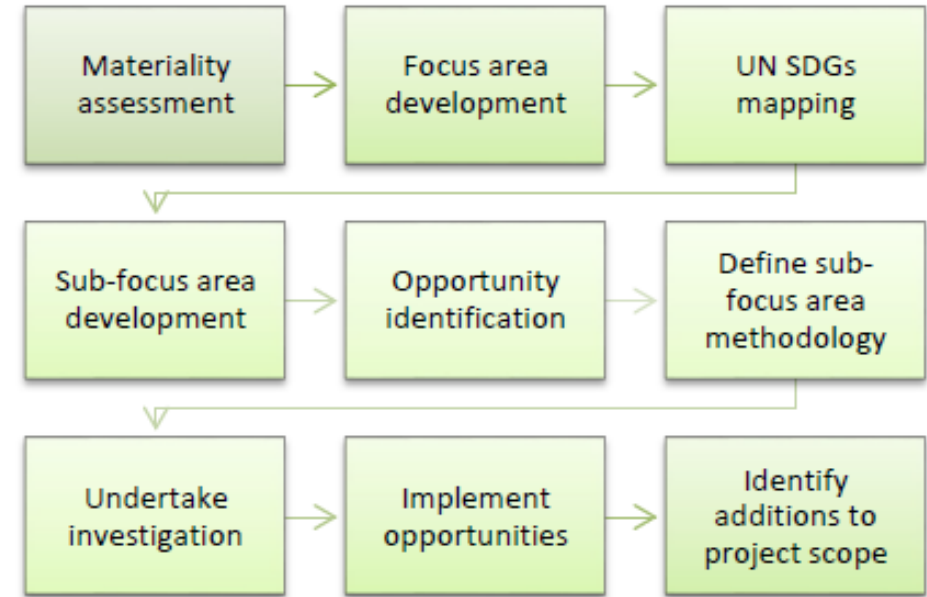 Materiality
assessment
Focus area
development
UN SDGs
mapping
Sub-focus area
development
Opportunity
identification
Define sub-
focus area
methodology
Undertake
investigation
Implement
opportunities
Identify
additions to
project scope